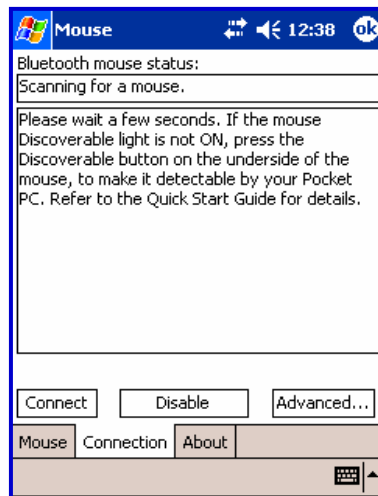 Mouse 12:38 ok
Bluetooth mouse status:
Scanning for a mouse.
Please wait a few seconds. If the mouse
Discoverable light is not ON, press the
Discoverable button on the underside of the
mouse, to make it detectable by your Pocket
PC. Refer to the Quick Start Guide for details.
Connect Disable Advanced...
Mouse Connection About